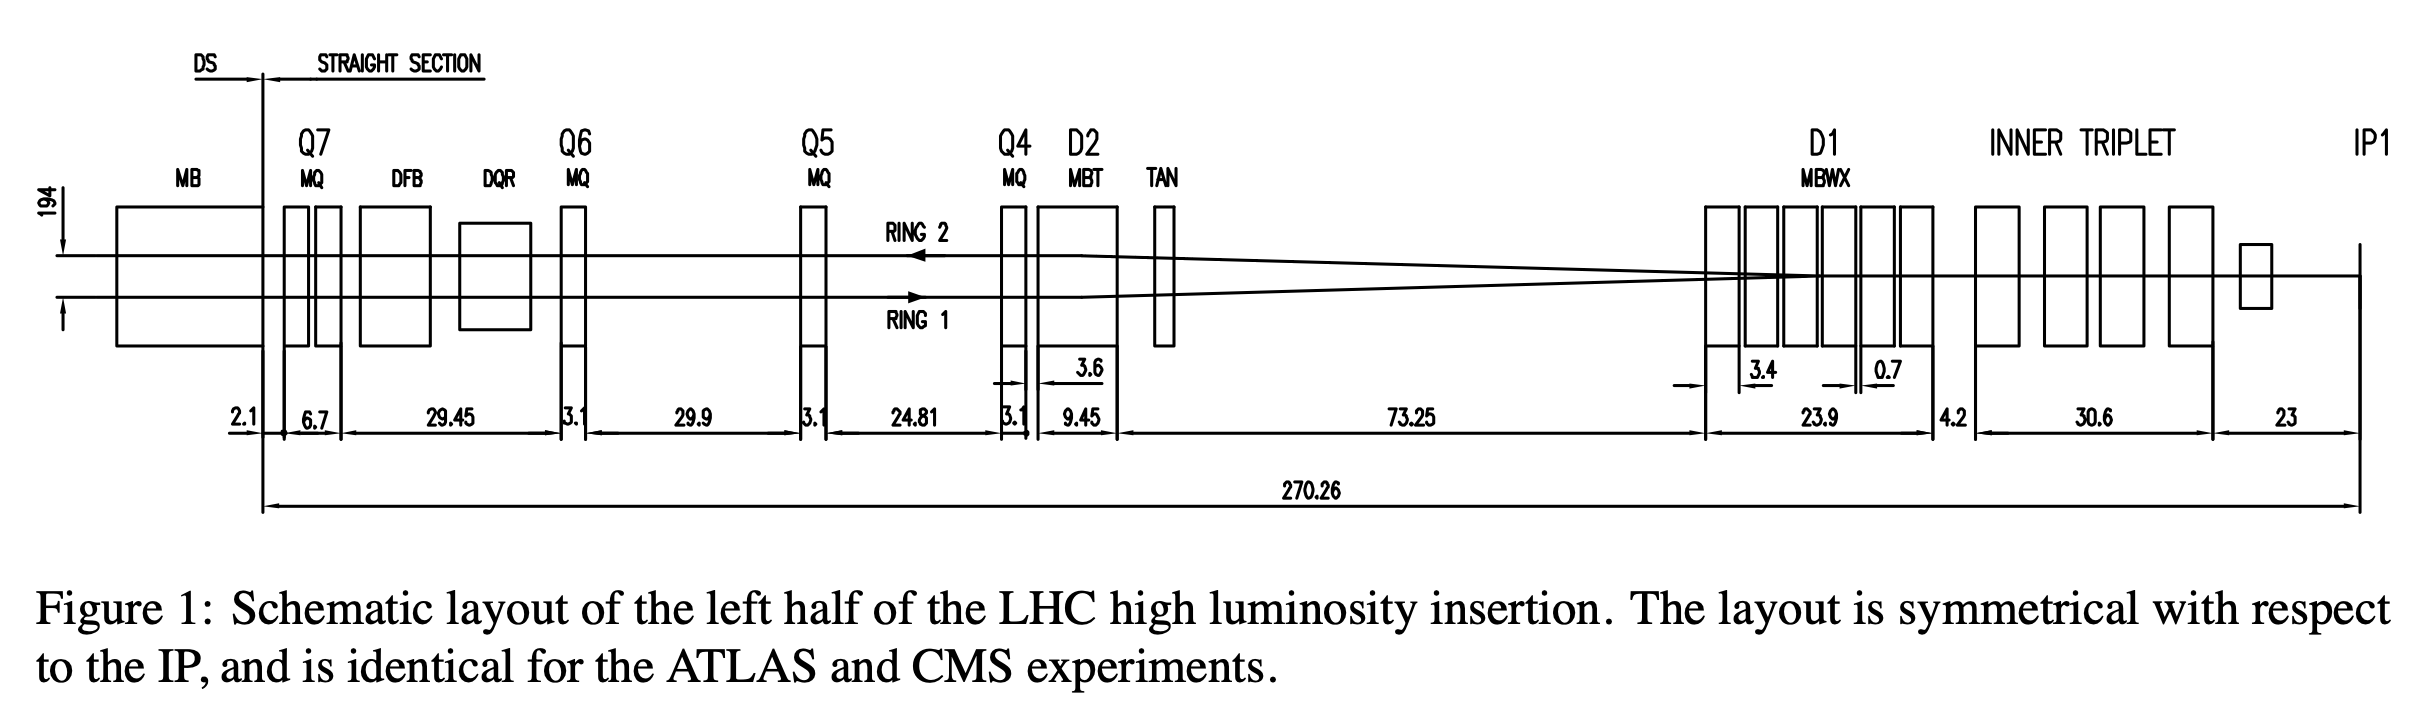 DS STRAIGHT SECTION
Q7 Q6 Q5 Q4 D2 D1 INNER TRIPLET IP1
MB MQ DFB DQR MQ MQ MQ MBT TAN MBWX
194
RING 2
RING 1
3.6 3.4 0.7
2.1 6.7 29.45 3.1 29.9 3.1 24.81 3.1 9.45 73.25 23.9 4.2 30.6 23
270.26
Figure 1: Schematic layout of the left half of the LHC high luminosity insertion. The layout is symmetrical with respect
to the IP, and is identical for the ATLAS and CMS experiments.